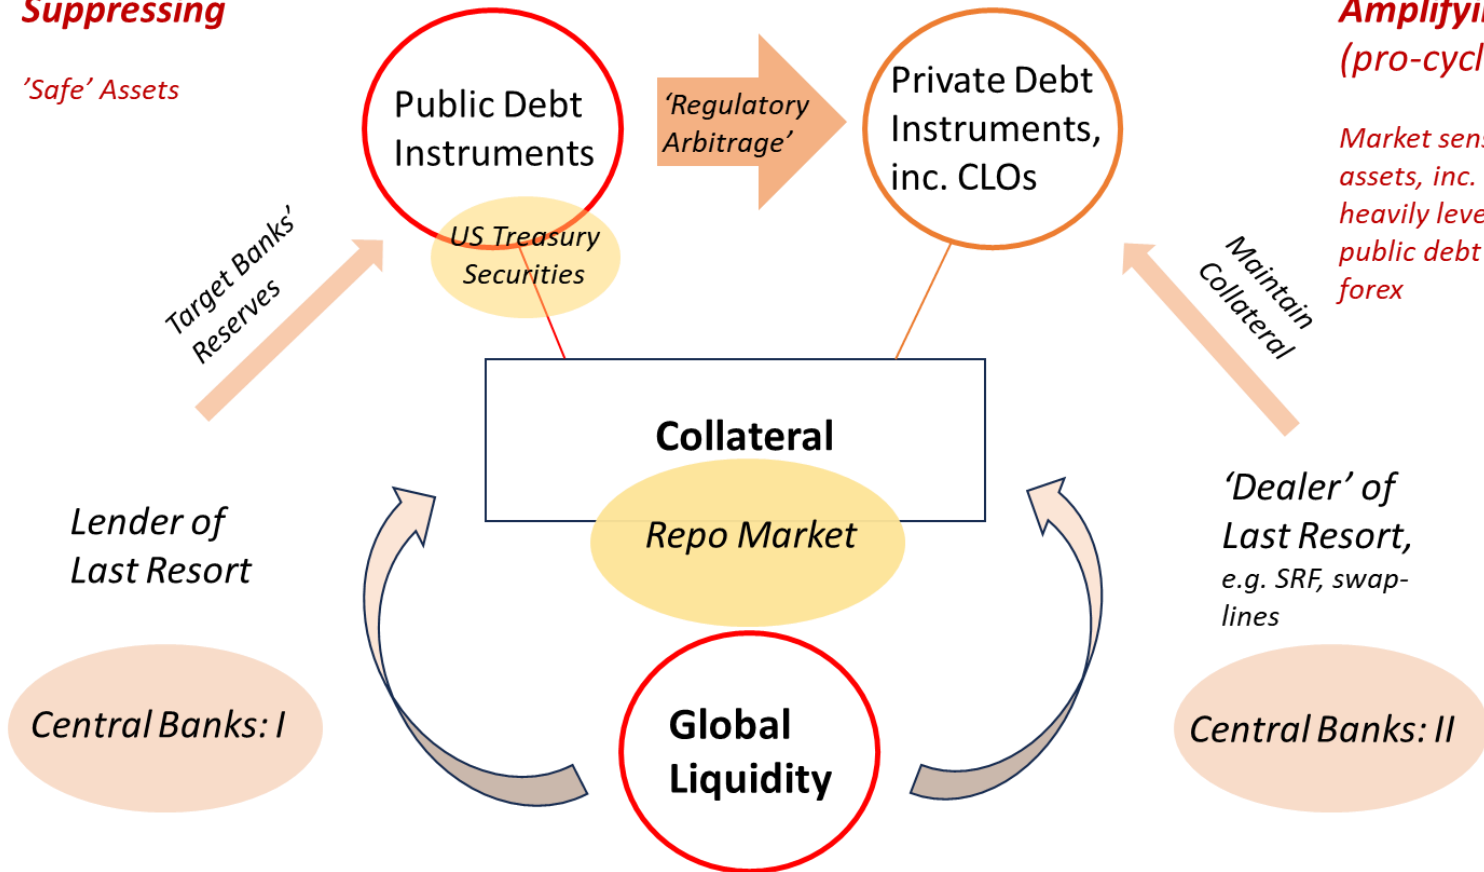 Suppressing
’Safe’ Assets
Public Debt
Instruments
US Treasury
Securities
‘Regulatory
Arbitrage’
Private Debt
Instruments,
inc. CLOs
(pro-cycl
Market sens
assets, inc.
heavily leve
public debt
forex
Target Banks’
Reserves
Maintain
Collateral
Collateral
Repo Market
Lender of
Last Resort
‘Dealer’ of
Last Resort,
e.g. SRF, swap-
lines
Central Banks: I
Global
Liquidity
Central Banks: II